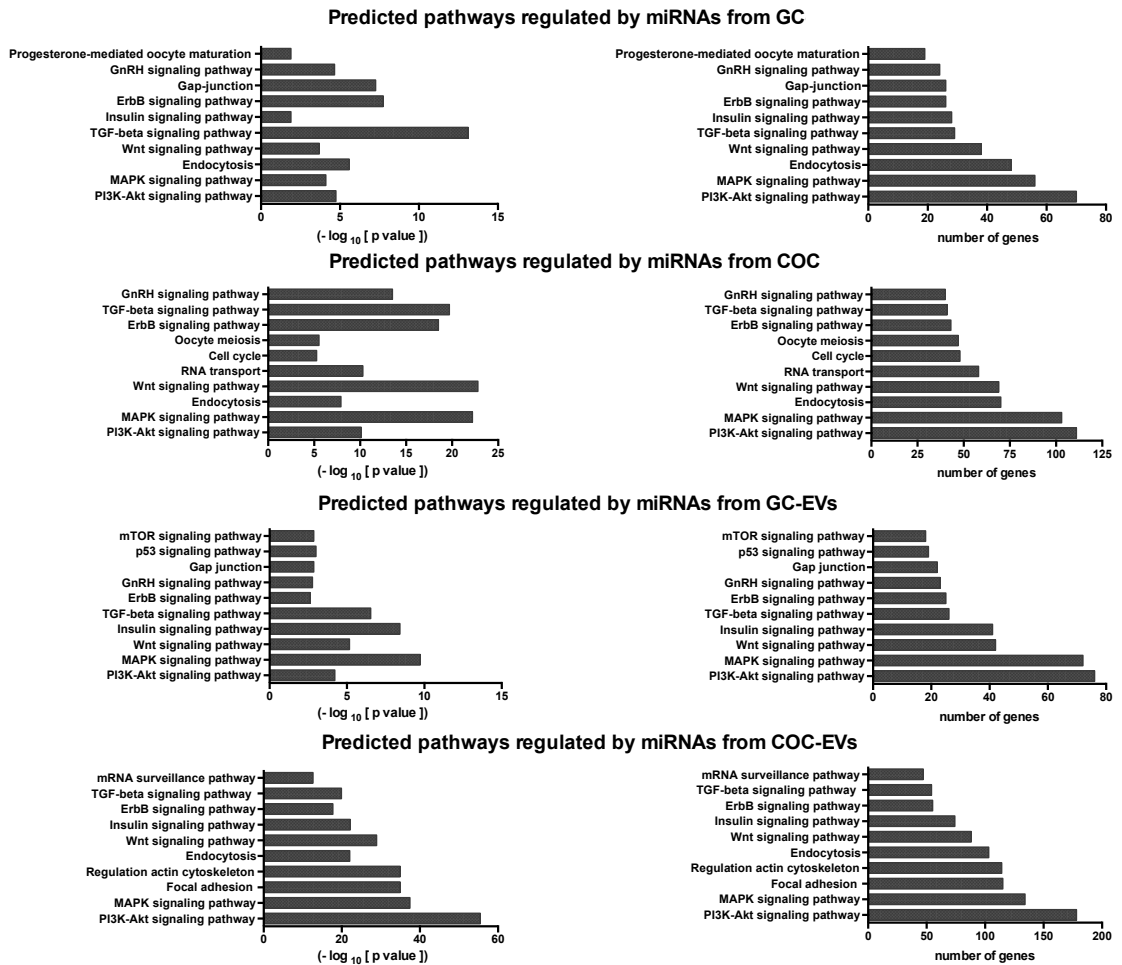 Predicted pathways regulated by miRNAs from GC
Progesterone-mediated oocyte maturation
GnRH signaling pathway
Gap-junction
ErbB signaling pathway
Insulin signaling pathway
TGF-beta signaling pathway
Wnt signaling pathway
Endocytosis
MAPK signaling pathway
PI3K-Akt signaling pathway
0 5 10 15
(- log 10 [ p value ])
Progesterone-mediated oocyte maturation
GnRH signaling pathway
Gap-junction
ErbB signaling pathway
Insulin signaling pathway
TGF-beta signaling pathway
Wnt signaling pathway
Endocytosis
MAPK signaling pathway
PI3K-Akt signaling pathway
0 20 40 60 80
number of genes
Predicted pathways regulated by miRNAs from COC
GnRH signaling pathway
TGF-beta signaling pathway
ErbB signaling pathway
Oocyte meiosis
Cell cycle
RNA transport
Wnt signaling pathway
Endocytosis
MAPK signaling pathway
PI3K-Akt signaling pathway
0 5 10 15 20 25
(- log 10 [ p value ])
GnRH signaling pathway
TGF-beta signaling pathway
ErbB signaling pathway
Oocyte meiosis
Cell cycle
RNA transport
Wnt signaling pathway
Endocytosis
MAPK signaling pathway
PI3K-Akt signaling pathway
0 25 50 75 100 125
number of genes
Predicted pathways regulated by miRNAs from GC-EVs
mTOR signaling pathway
p53 signaling pathway
Gap junction
GnRH signaling pathway
ErbB signaling pathway
TGF-beta signaling pathway
Insulin signaling pathway
Wnt signaling pathway
MAPK signaling pathway
PI3K-Akt signaling pathway
0 5 10 15
(- log 10 [ p value ])
mTOR signaling pathway
p53 signaling pathway
Gap junction
GnRH signaling pathway
ErbB signaling pathway
TGF-beta signaling pathway
Insulin signaling pathway
Wnt signaling pathway
MAPK signaling pathway
PI3K-Akt signaling pathway
0 20 40 60 80
number of genes
Predicted pathways regulated by miRNAs from COC-EVs
mRNA surveillance pathway
TGF-beta signaling pathway
ErbB signaling pathway
Insulin signaling pathway
Wnt signaling pathway
Endocytosis
Regulation actin cytoskeleton
Focal adhesion
MAPK signaling pathway
PI3K-Akt signaling pathway
0 20 40 60
(- log 10 [ p value ])
mRNA surveillance pathway
TGF-beta signaling pathway
ErbB signaling pathway
Insulin signaling pathway
Wnt signaling pathway
Endocytosis
Regulation actin cytoskeleton
Focal adhesion
MAPK signaling pathway
PI3K-Akt signaling pathway
0 50 100 150 200
number of genes